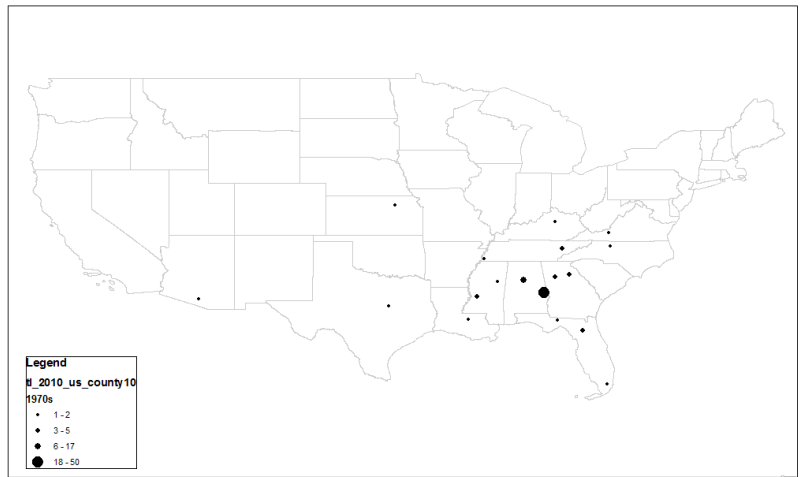 Legend
tl_2010_us_county10
1970s
1 - 2
3 - 5
6 - 17
18 - 50